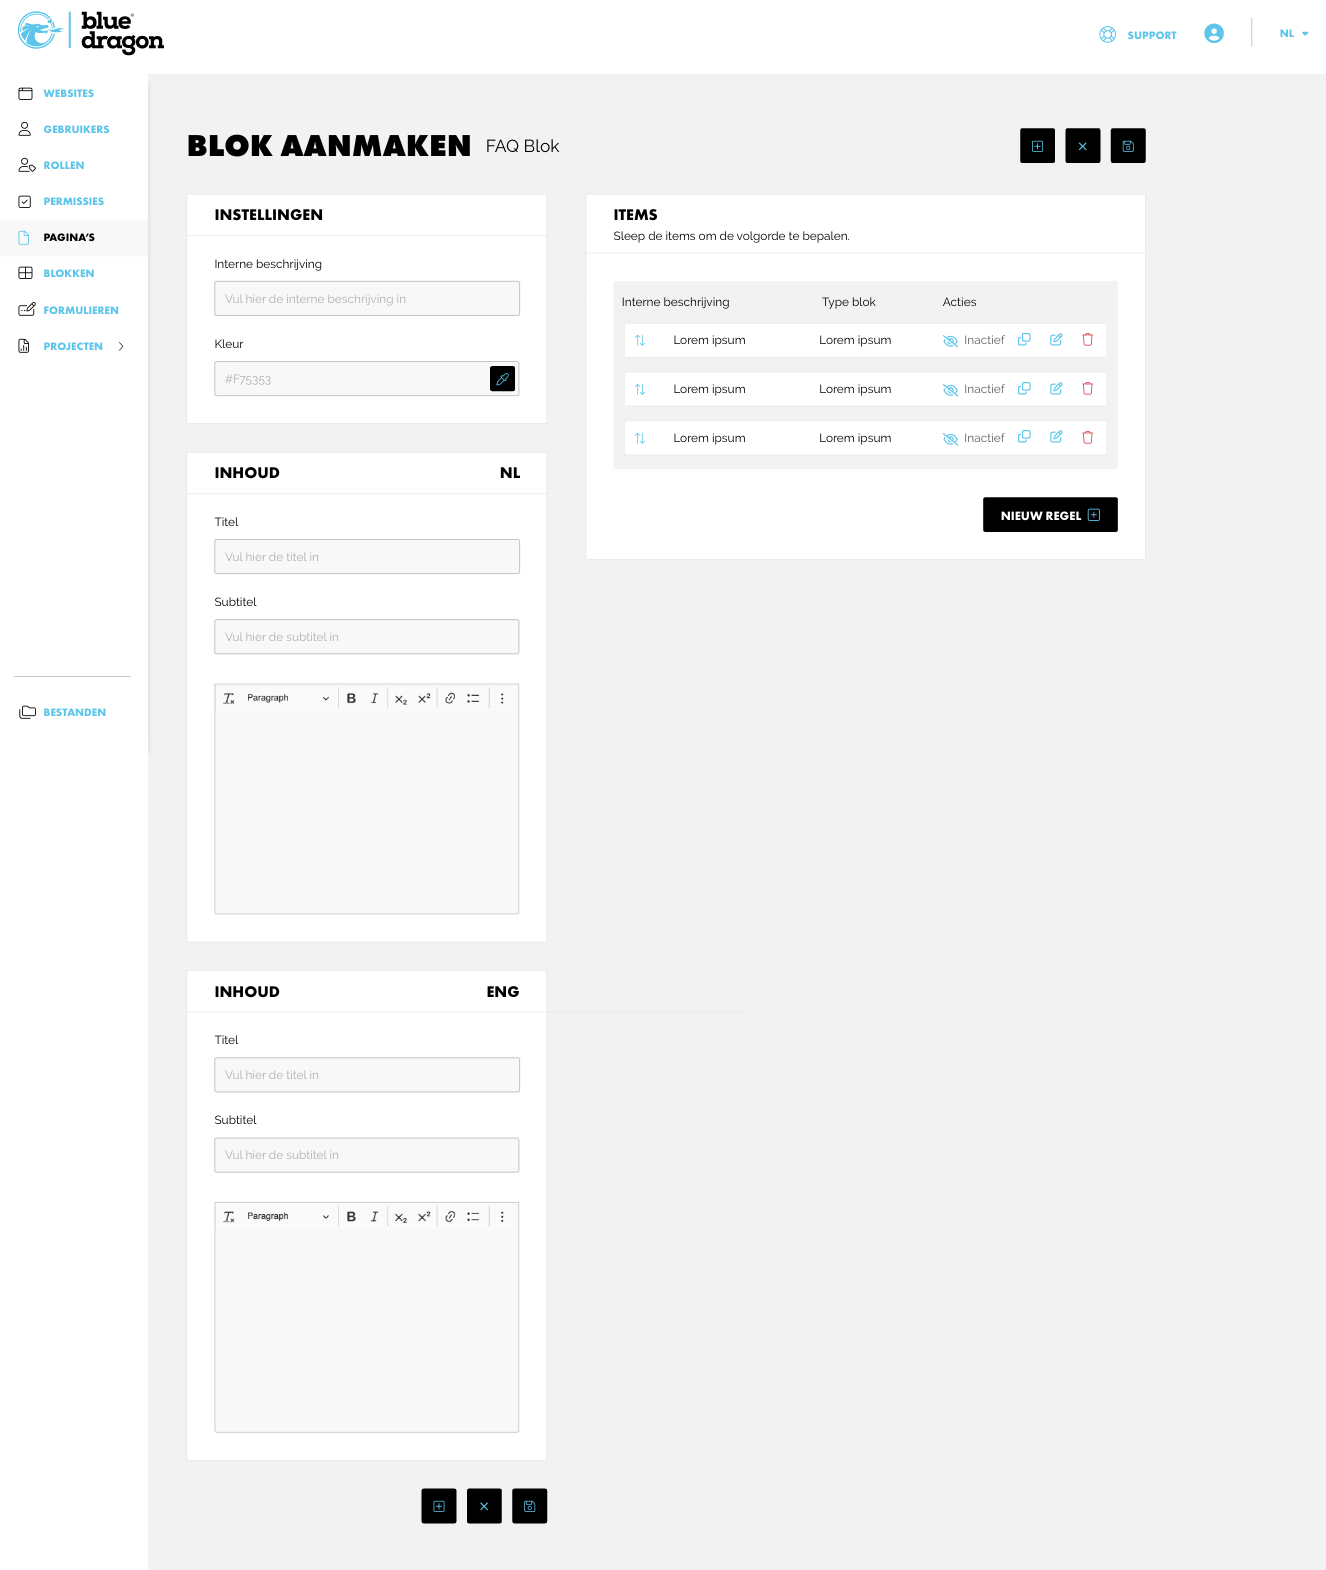 blue
dragon
SUPPORT
NL
WEBSITES
GEBRUIKERS
ROLLEN
PERMISSIES
PAGINA'S
BLOKKEN
FORMULIEREN
PROJECTEN
BESTANDEN
BLOK AANMAKEN FAQ Blok
INSTELLINGEN
Interne beschrijving
Vul hier de interne beschrijving in
Kleur
#F75353
INHOUD NL
Titel
Vul hier de titel in
Subtitel
Vul hier de subtitel in
Paragraph B I x₂ x²
INHOUD ENG
Titel
Vul hier de titel in
Subtitel
Vul hier de subtitel in
Paragraph B I x₂ x²
ITEMS
Sleep de items om de volgorde te bepalen.
Interne beschrijving Type blok Acties
Lorem ipsum Lorem ipsum Inactief
Lorem ipsum Lorem ipsum Inactief
Lorem ipsum Lorem ipsum Inactief
NIEUW REGEL